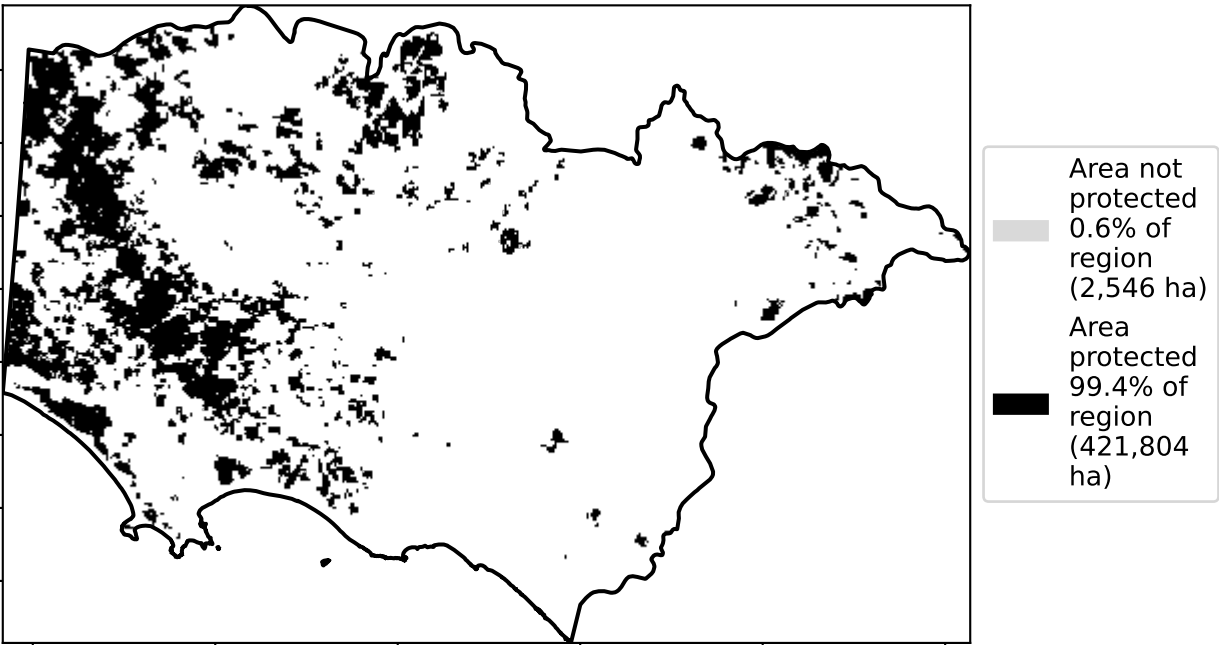 Area not
protected
0.6% of
region
(2,546 ha)
Area
protected
99.4% of
region
(421,804
ha)